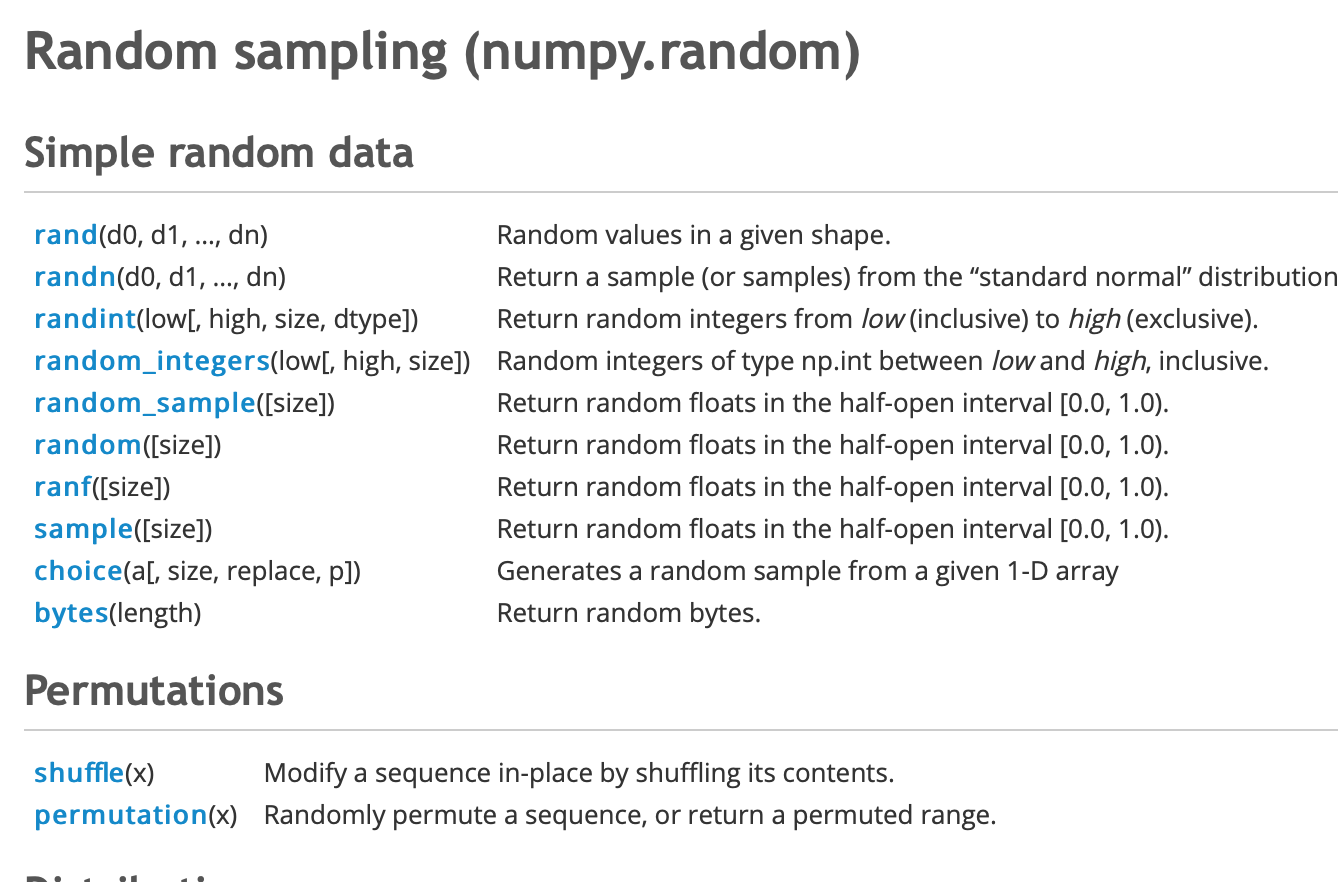 Random sampling (numpy.random)
Simple random data
rand(d0, d1, ..., dn) Random values in a given shape.
randn(d0, d1, ..., dn) Return a sample (or samples) from the “standard normal” distribution
randint(low[, high, size, dtype]) Return random integers from low (inclusive) to high (exclusive).
random_integers(low[, high, size]) Random integers of type np.int between low and high, inclusive.
random_sample([size]) Return random floats in the half-open interval [0.0, 1.0).
random([size]) Return random floats in the half-open interval [0.0, 1.0).
ranf([size]) Return random floats in the half-open interval [0.0, 1.0).
sample([size]) Return random floats in the half-open interval [0.0, 1.0).
choice(a[, size, replace, p]) Generates a random sample from a given 1-D array
bytes(length) Return random bytes.
Permutations
shuffle(x) Modify a sequence in-place by shuffling its contents.
permutation(x) Randomly permute a sequence, or return a permuted range.